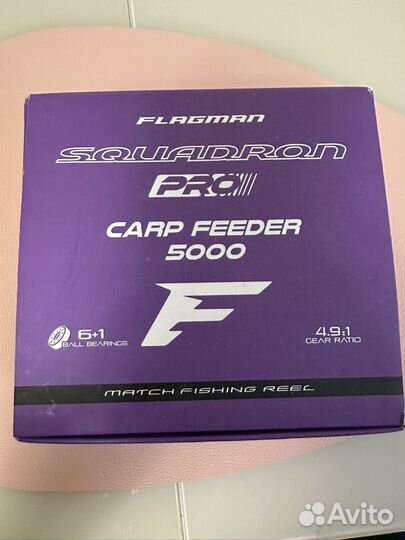 FLAGMAN
SQUADRON
PRO
CARP FEEDER
5000
F
6+1
BALL BEARINGS
4.9:1
GEAR RATIO
MATCH FISHING REEL
Avito